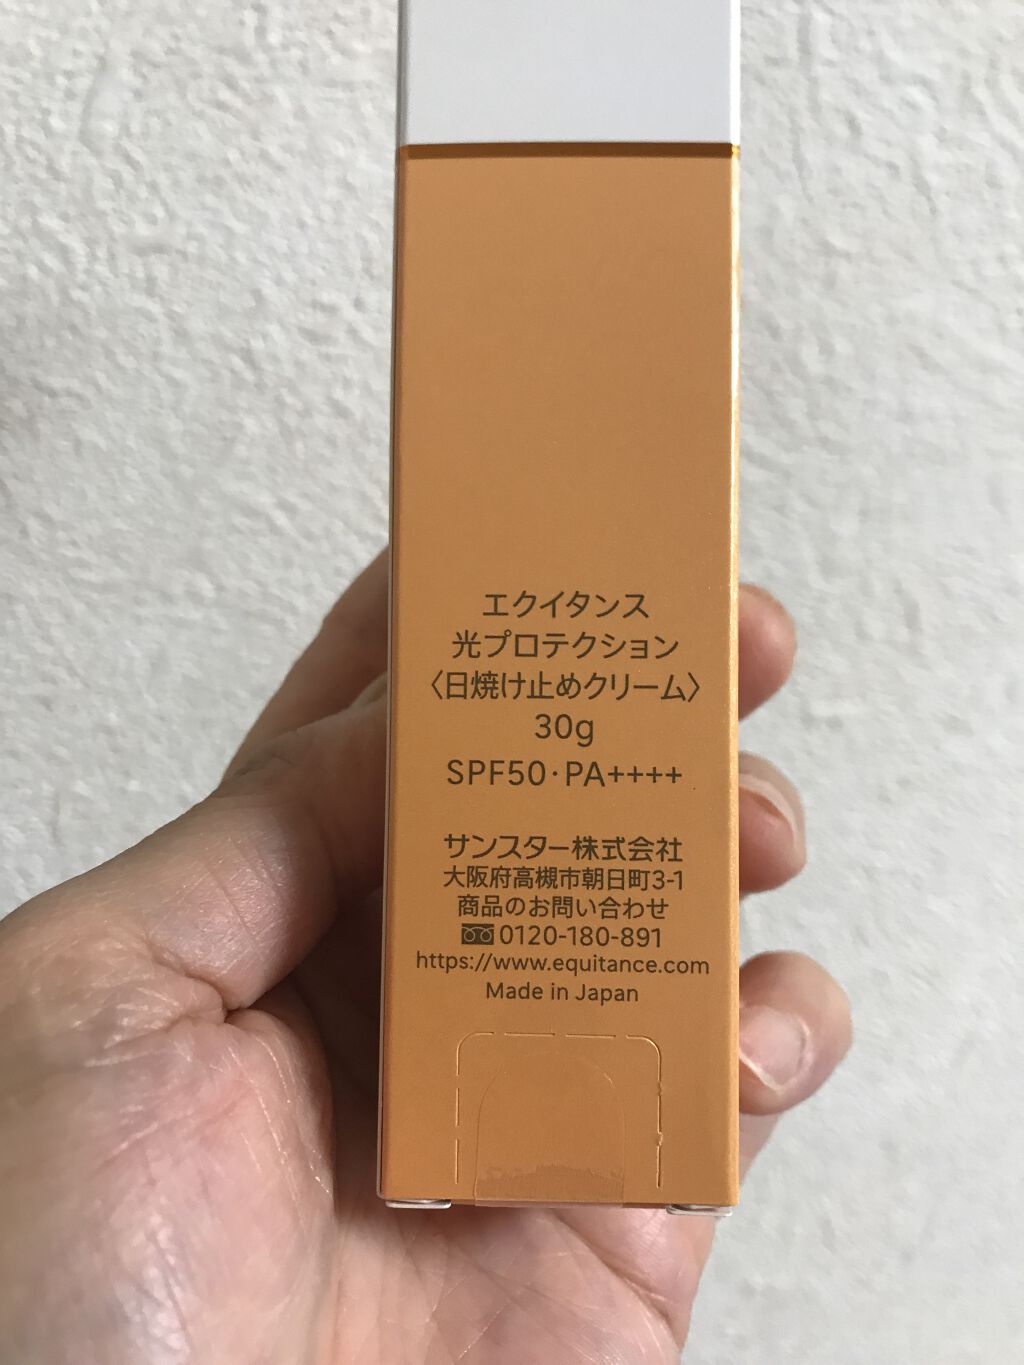 エクイタンス
光プロテクション
〈日焼け止めクリーム〉
30g
SPF50・PA++++
サンスター株式会社
大阪府高槻市朝日町3-1
商品のお問い合わせ
0120-180-891
https://www.equitance.com
Made in Japan